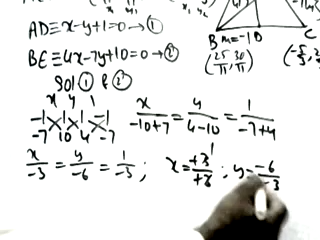 AD ≡ x-y+1=0 → ①
BE ≡ 4x-7y+10=0 → ②
Sol ① & ②
x y 1
-1 1 1 -1
-7 10 4 -7
x/-10+7 = y/4-10 = 1/-7+4
x/-3 = y/-6 = 1/-3 ; x = +3/+3 1 ; y = -6/-3
B m=-1 D C
(25/11, 30/11)